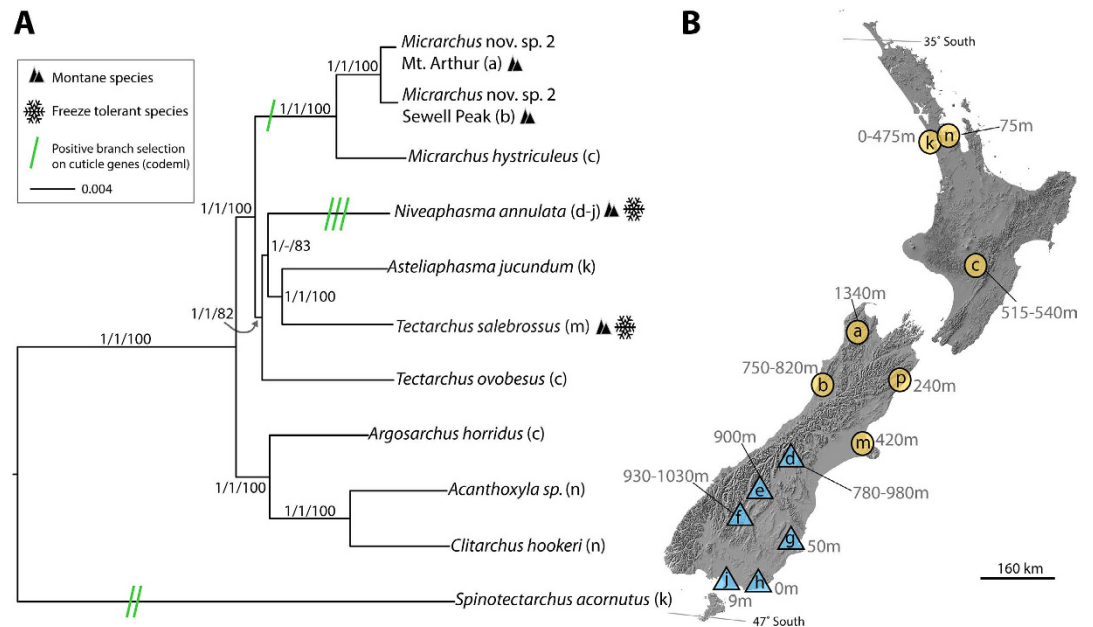 A
Montane species
Freeze tolerant species
Positive branch selection
on cuticle genes (codeml)
0.004
Micrarchus nov. sp. 2
Mt. Arthur (a)
1/1/100
Micrarchus nov. sp. 2
Sewell Peak (b)
1/1/100
Micrarchus hystriculeus (c)
1/1/100
Niveaphasma annulata (d-j)
1/-/83
Asteliaphasma jucundum (k)
1/1/100
1/1/82
Tectarchus salebrossus (m)
1/1/100
Tectarchus ovobesus (c)
Argosarchus horridus (c)
1/1/100
Acanthoxyla sp. (n)
1/1/100
Clitarchus hookeri (n)
Spinotectarchus acornutus (k)
B
35° South
0-475m
k
n
75m
c
515-540m
1340m
a
750-820m
b
p
240m
900m
m
420m
930-1030m
d
780-980m
e
f
g
50m
j
h
0m
9m
160 km
47° South